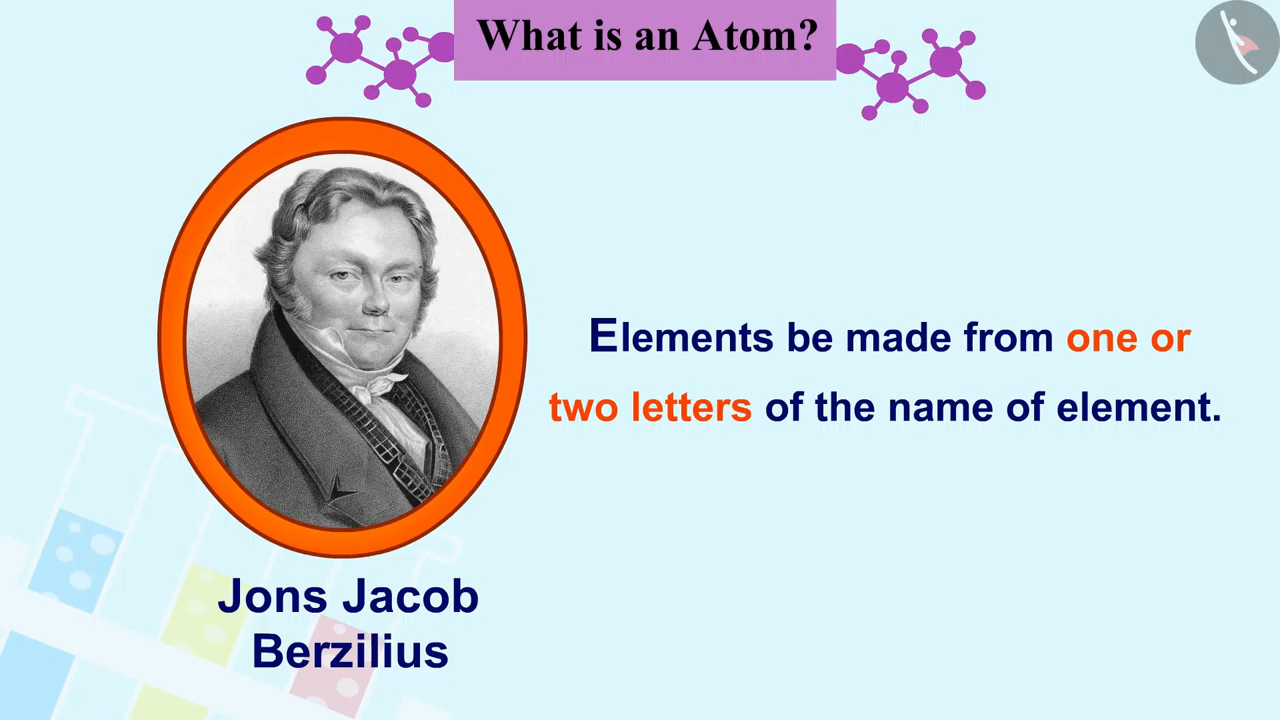 What is an Atom?
Elements be made from one or
two letters of the name of element.
Jons Jacob
Berzilius